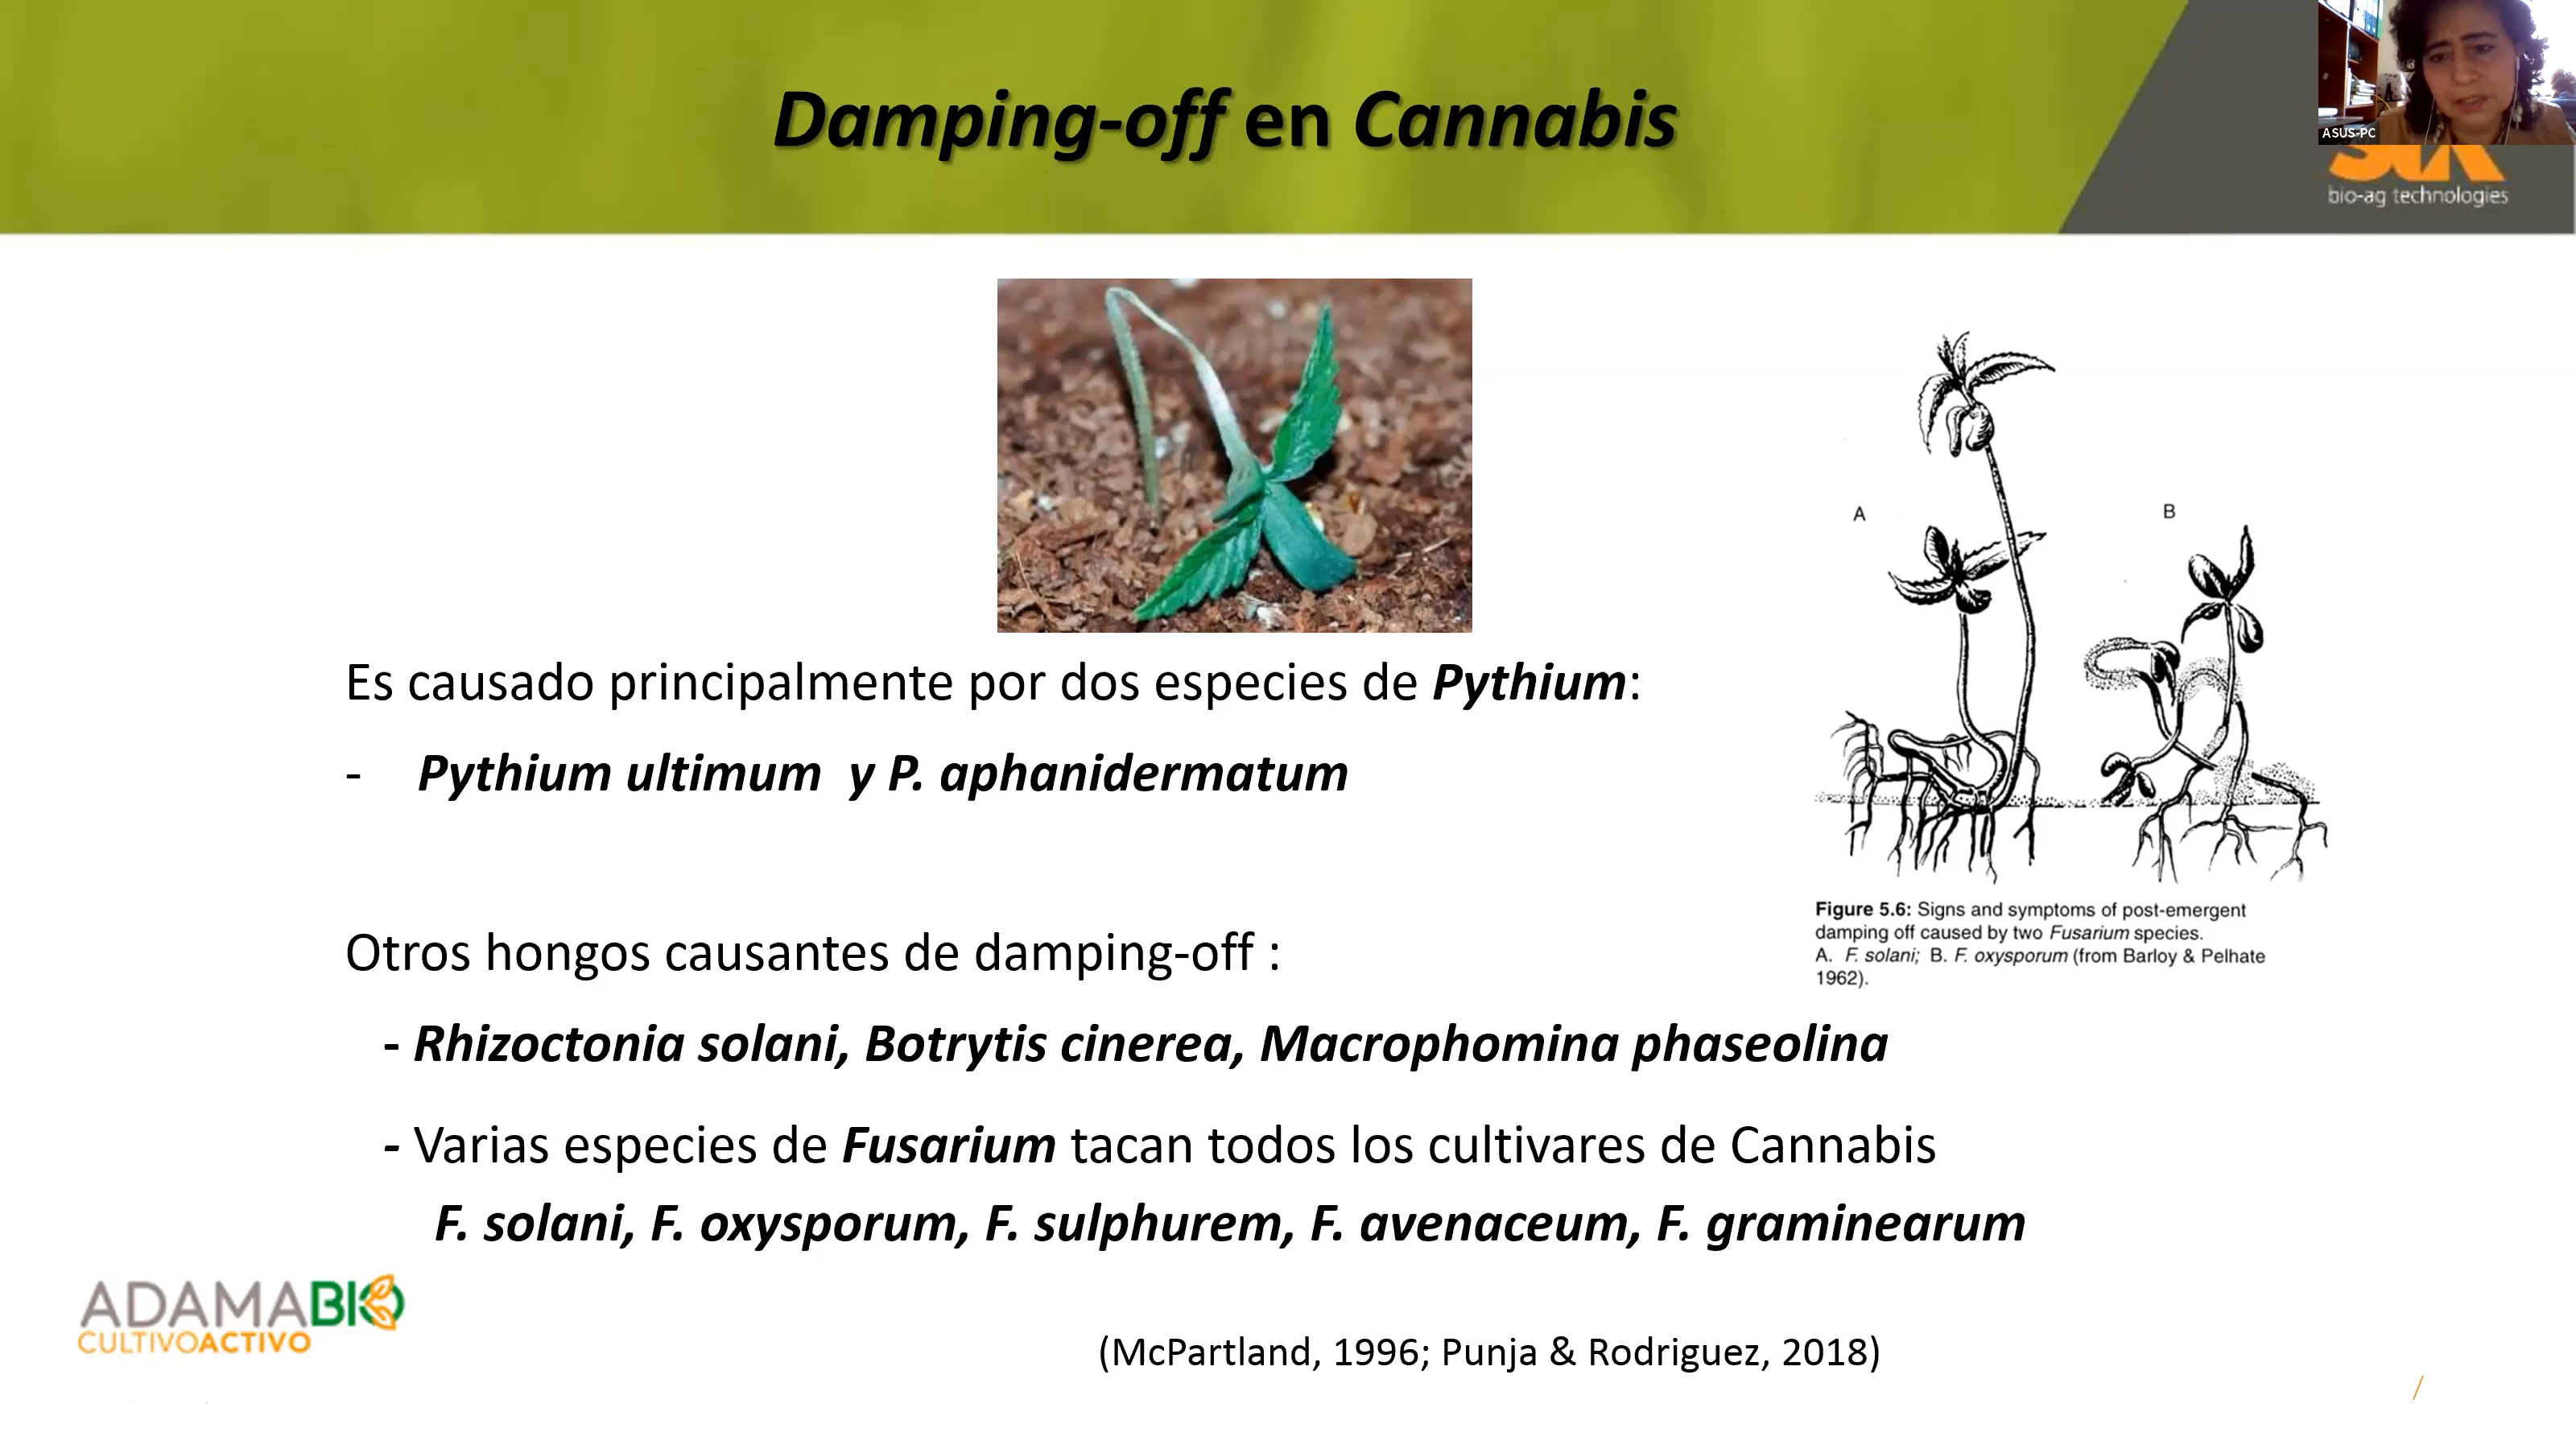 Damping-off en Cannabis
ASUS-PC
bio-ag technologies
A
B
Es causado principalmente por dos especies de Pythium:
- Pythium ultimum y P. aphanidermatum
Figure 5.6: Signs and symptoms of post-emergent
damping off caused by two Fusarium species.
A. F. solani; B. F. oxysporum (from Barloy & Pelhate
1962).
Otros hongos causantes de damping-off :
- Rhizoctonia solani, Botrytis cinerea, Macrophomina phaseolina
- Varias especies de Fusarium tacan todos los cultivares de Cannabis
F. solani, F. oxysporum, F. sulphurem, F. avenaceum, F. graminearum
ADAMABIO
CULTIVOACTIVO
(McPartland, 1996; Punja & Rodriguez, 2018)
/